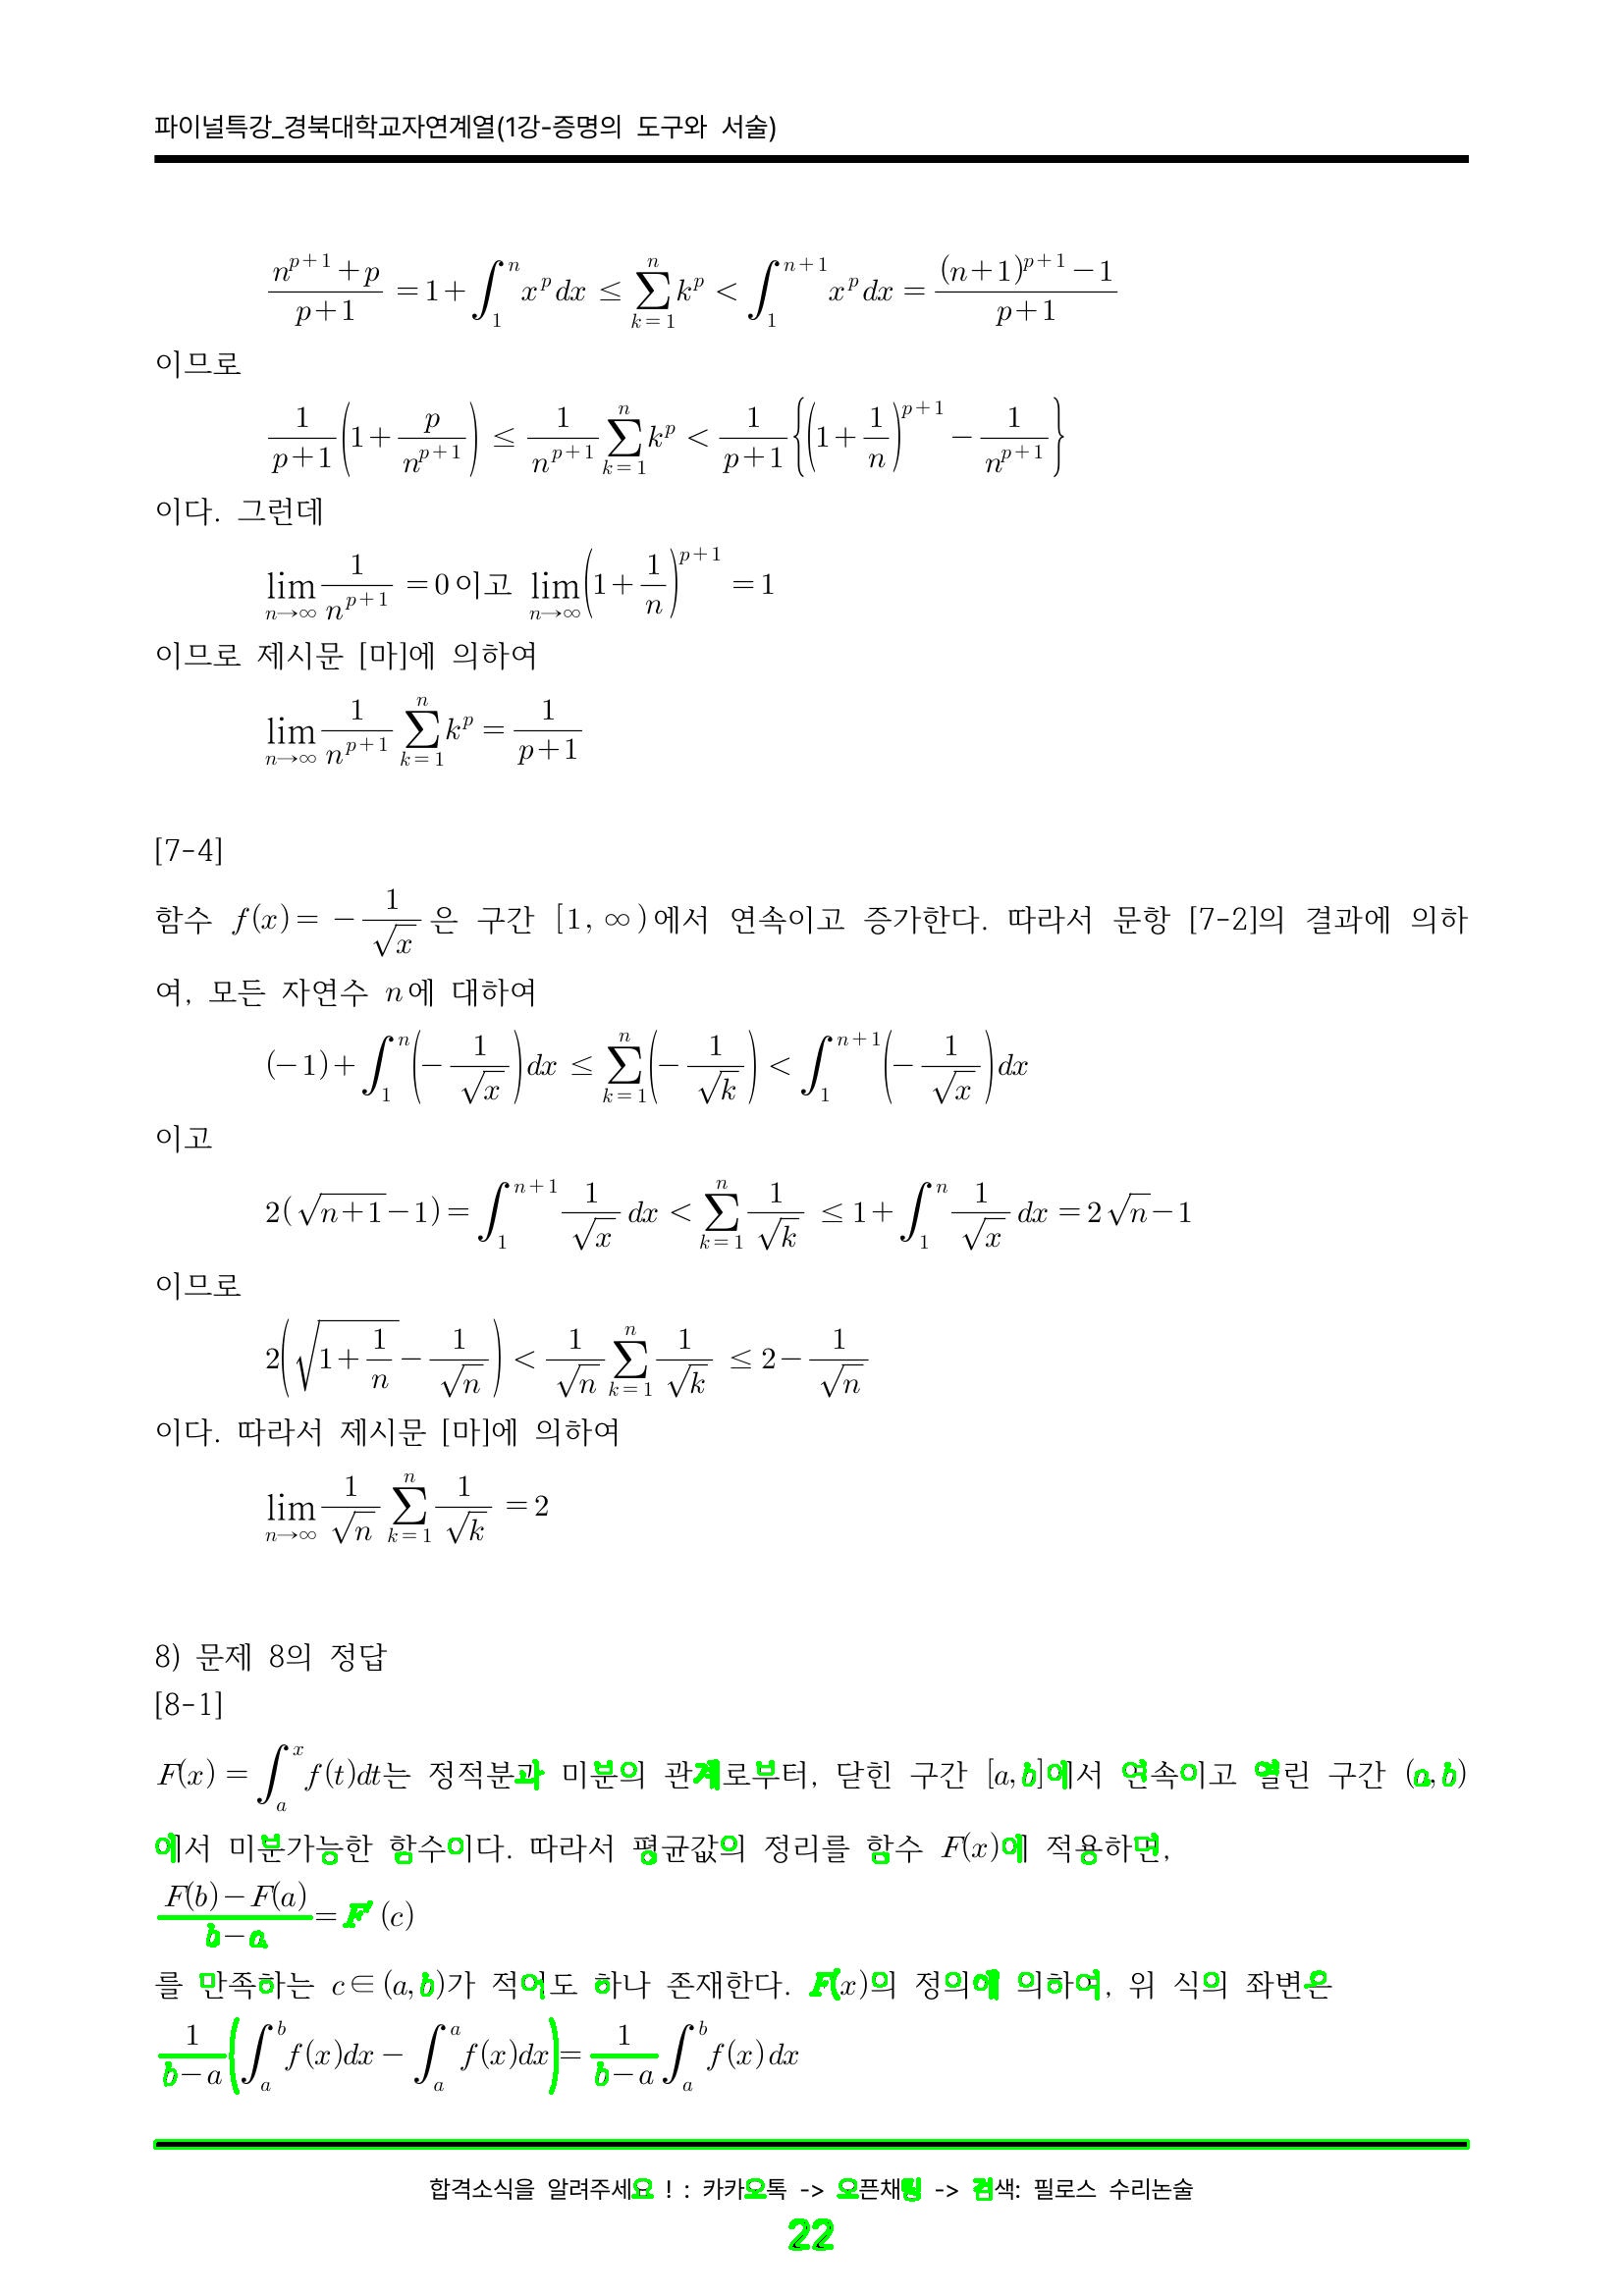 파이널특강_경북대학교자연계열(1강-증명의 도구와 서술)
$\frac{n^{p+1}+p}{p+1} = 1+\int_1^n x^p dx \le \sum_{k=1}^n k^p < \int_1^{n+1} x^p dx = \frac{(n+1)^{p+1}-1}{p+1}$
이므로
$\frac{1}{p+1}\left(1+\frac{p}{n^{p+1}}\right) \le \frac{1}{n^{p+1}}\sum_{k=1}^n k^p < \frac{1}{p+1}\left\{\left(1+\frac{1}{n}\right)^{p+1}-\frac{1}{n^{p+1}}\right\}$
이다. 그런데
$\lim_{n\to\infty}\frac{1}{n^{p+1}}=0$이고 $\lim_{n\to\infty}\left(1+\frac{1}{n}\right)^{p+1}=1$
이므로 제시문 [마]에 의하여
$\lim_{n\to\infty}\frac{1}{n^{p+1}}\sum_{k=1}^n k^p=\frac{1}{p+1}$
[7-4]
함수 $f(x)=-\frac{1}{\sqrt{x}}$은 구간 $[1, \infty)$에서 연속이고 증가한다. 따라서 문항 [7-2]의 결과에 의하
여, 모든 자연수 $n$에 대하여
$(-1)+\int_1^n\left(-\frac{1}{\sqrt{x}}\right)dx \le \sum_{k=1}^n\left(-\frac{1}{\sqrt{k}}\right) < \int_1^{n+1}\left(-\frac{1}{\sqrt{x}}\right)dx$
이고
$2(\sqrt{n+1}-1)=\int_1^{n+1}\frac{1}{\sqrt{x}}dx < \sum_{k=1}^n\frac{1}{\sqrt{k}} \le 1+\int_1^n\frac{1}{\sqrt{x}}dx=2\sqrt{n}-1$
이므로
$2\left(\sqrt{1+\frac{1}{n}}-\frac{1}{\sqrt{n}}\right) < \frac{1}{\sqrt{n}}\sum_{k=1}^n\frac{1}{\sqrt{k}} \le 2-\frac{1}{\sqrt{n}}$
이다. 따라서 제시문 [마]에 의하여
$\lim_{n\to\infty}\frac{1}{\sqrt{n}}\sum_{k=1}^n\frac{1}{\sqrt{k}}=2$
8) 문제 8의 정답
[8-1]
$F(x)=\int_a^x f(t)dt$는 정적분과 미분의 관계로부터, 닫힌 구간 $[a,b]$에서 연속이고 열린 구간 $(a,b)$
에서 미분가능한 함수이다. 따라서 평균값의 정리를 함수 $F(x)$에 적용하면,
$\frac{F(b)-F(a)}{b-a}=F'(c)$
를 만족하는 $c\in(a,b)$가 적어도 하나 존재한다. $F(x)$의 정의에 의하여, 위 식의 좌변은
$\frac{1}{b-a}\left(\int_a^b f(x)dx-\int_a^a f(x)dx\right)=\frac{1}{b-a}\int_a^b f(x)dx$
합격소식을 알려주세요 ! : 카카오톡 -> 오픈채팅 -> 검색: 필로스 수리논술
22